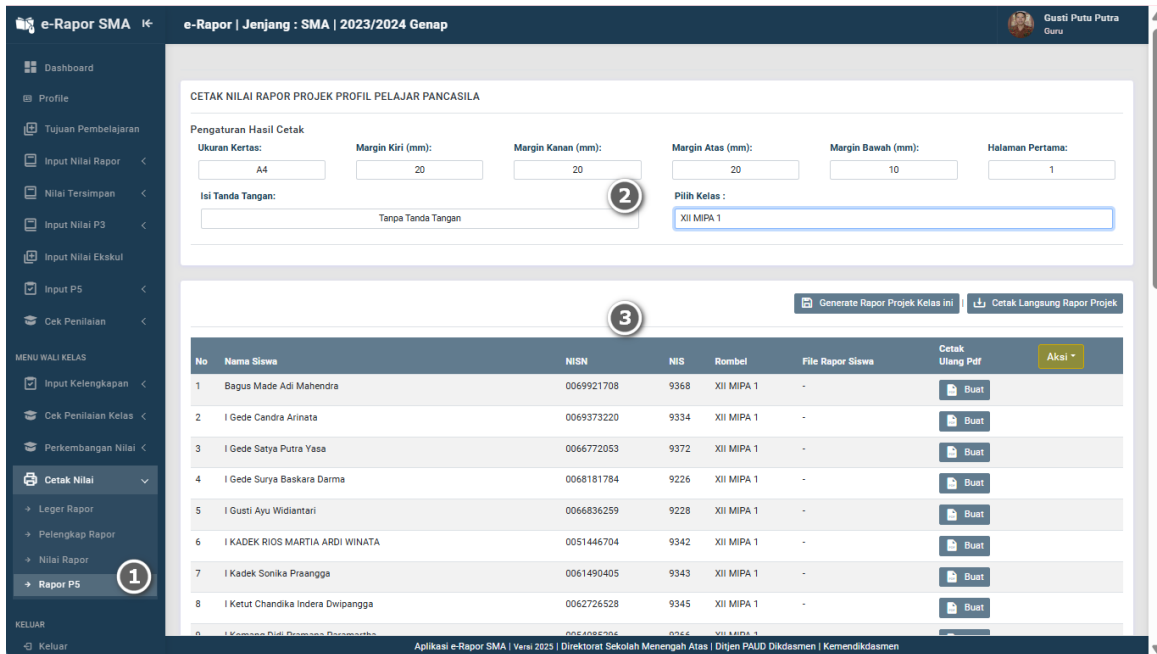 e-Rapor SMA
e-Rapor | Jenjang : SMA | 2023/2024 Genap
Gusti Putu Putra
Guru
Dashboard
Profile
Tujuan Pembelajaran
Input Nilai Rapor
Nilai Tersimpan
Input Nilai P3
Input Nilai Ekskul
Input P5
Cek Penilaian
MENU WALI KELAS
Input Kelengkapan
Cek Penilaian Kelas
Perkembangan Nilai
Cetak Nilai
Leger Rapor
Pelengkap Rapor
Nilai Rapor
Rapor P5
1
KELUAR
Keluar
CETAK NILAI RAPOR PROJEK PROFIL PELAJAR PANCASILA
Pengaturan Hasil Cetak
Ukuran Kertas: Margin Kiri (mm): Margin Kanan (mm): Margin Atas (mm): Margin Bawah (mm): Halaman Pertama:
A4 20 20 20 10 1
Isi Tanda Tangan: 2 Pilih Kelas :
Tanpa Tanda Tangan XII MIPA 1
Generate Rapor Projek Kelas ini | Cetak Langsung Rapor Projek
3
No Nama Siswa NISN NIS Rombel File Rapor Siswa Cetak Ulang Pdf Aksi
1 Bagus Made Adi Mahendra 0069921708 9368 XII MIPA 1 - Buat
2 I Gede Candra Arinata 0069373220 9334 XII MIPA 1 - Buat
3 I Gede Satya Putra Yasa 0066772053 9372 XII MIPA 1 - Buat
4 I Gede Surya Baskara Darma 0068181784 9226 XII MIPA 1 - Buat
5 I Gusti Ayu Widiantari 0066836259 9228 XII MIPA 1 - Buat
6 I KADEK RIOS MARTIA ARDI WINATA 0051446704 9342 XII MIPA 1 - Buat
7 I Kadek Sonika Praangga 0061490405 9343 XII MIPA 1 - Buat
8 I Ketut Chandika Indera Dwipangga 0062726528 9345 XII MIPA 1 - Buat
Aplikasi e-Rapor SMA | Versi 2025 | Direktorat Sekolah Menengah Atas | Ditjen PAUD Dikdasmen | Kemendikdasmen